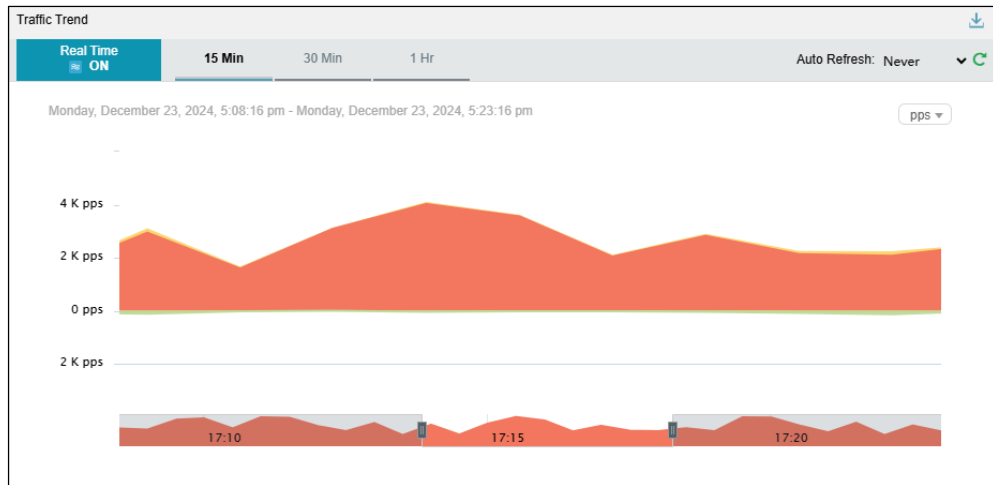 Traffic Trend
Real Time
ON
15 Min
30 Min
1 Hr
Auto Refresh: Never
Monday, December 23, 2024, 5:08:16 pm - Monday, December 23, 2024, 5:23:16 pm
pps
4 K pps
2 K pps
0 pps
2 K pps
17:10
17:15
17:20